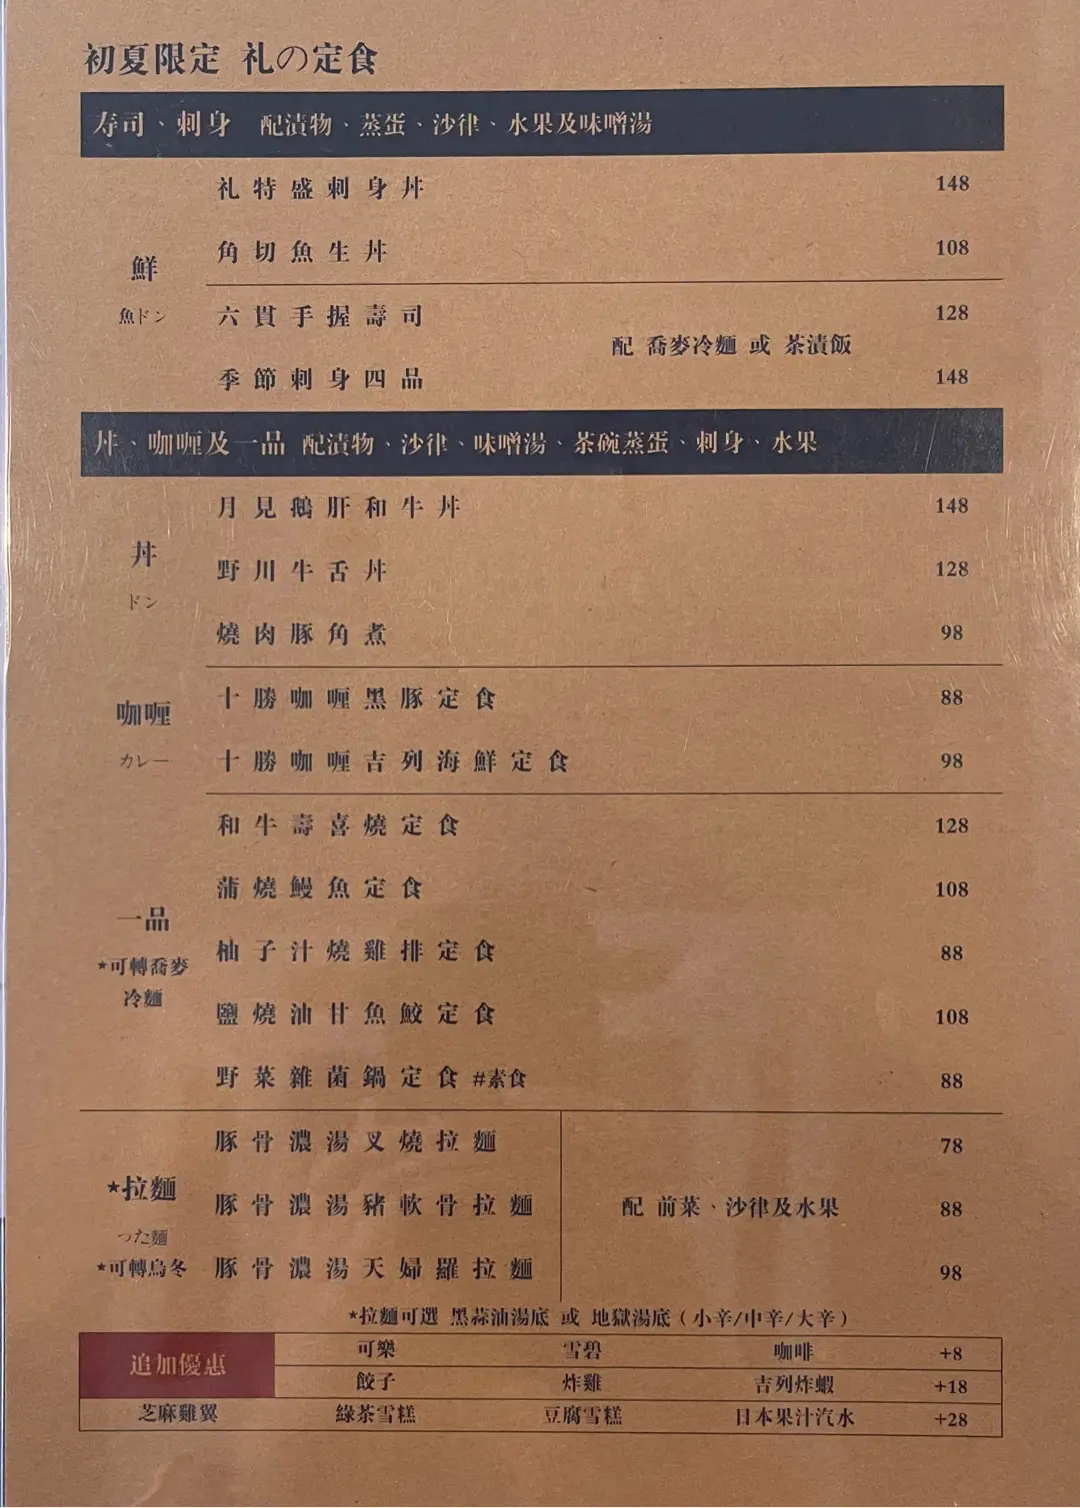 初夏限定 礼の定食
寿司、刺身 配漬物、蒸蛋、沙律、水果及味噌湯
礼特盛刺身丼 148
角切魚生丼 108
鮮
魚ドン
六貫手握壽司 128
配 喬麥冷麵 或 茶漬飯
季節刺身四品 148
丼、咖喱及一品 配漬物、沙律、味噌湯、茶碗蒸蛋、刺身、水果
月見鵝肝和牛丼 148
丼
ドン
野川牛舌丼 128
燒肉豚角煮 98
咖喱
カレー
十勝咖喱黑豚定食 88
十勝咖喱吉列海鮮定食 98
和牛壽喜燒定食 128
蒲燒鰻魚定食 108
一品
★可轉喬麥
冷麵
柚子汁燒雞排定食 88
鹽燒油甘魚鮫定食 108
野菜雜菌鍋定食 #素食 88
豚骨濃湯叉燒拉麵 78
★拉麵
つた麵
★可轉烏冬
豚骨濃湯豬軟骨拉麵 配 前菜、沙律及水果 88
豚骨濃湯天婦羅拉麵 98
★拉麵可選 黑蒜油湯底 或 地獄湯底（小辛/中辛/大辛）
追加優惠
可樂 雪碧 咖啡 +8
餃子 炸雞 吉列炸蝦 +18
芝麻雞翼 綠茶雪糕 豆腐雪糕 日本果汁汽水 +28